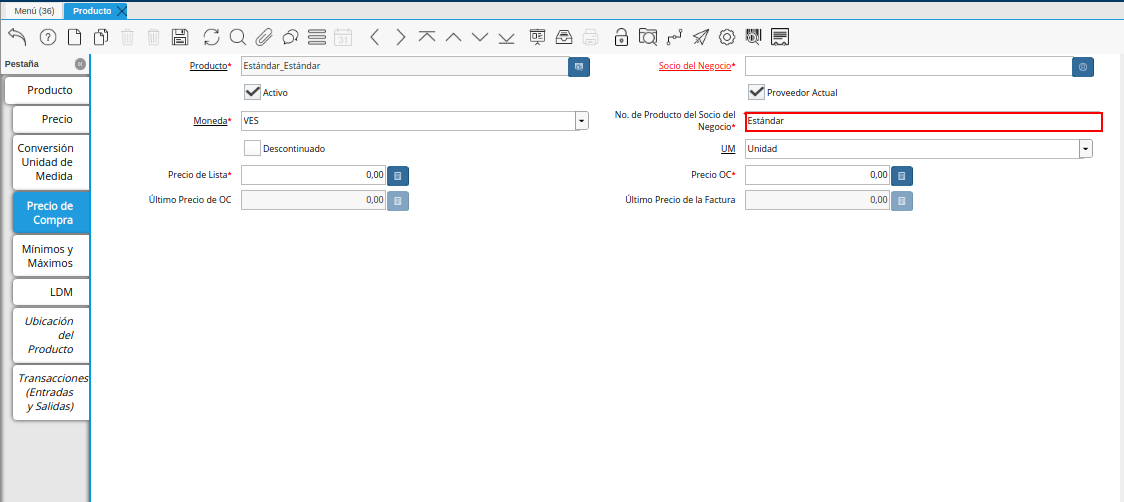 Menú (36)
Producto
Pestaña
Producto
Precio
Conversión
Unidad de
Medida
Precio de
Compra
Mínimos y
Máximos
LDM
Ubicación
del
Producto
Transacciones
(Entradas
y Salidas)
31
Producto* Estándar_Estándar
Socio del Negocio*
Activo
Proveedor Actual
Moneda* VES
No. de Producto del Socio del
Negocio* Estándar
Descontinuado
UM Unidad
Precio de Lista* 0,00
Precio OC* 0,00
Último Precio de OC 0,00
Último Precio de la Factura 0,00